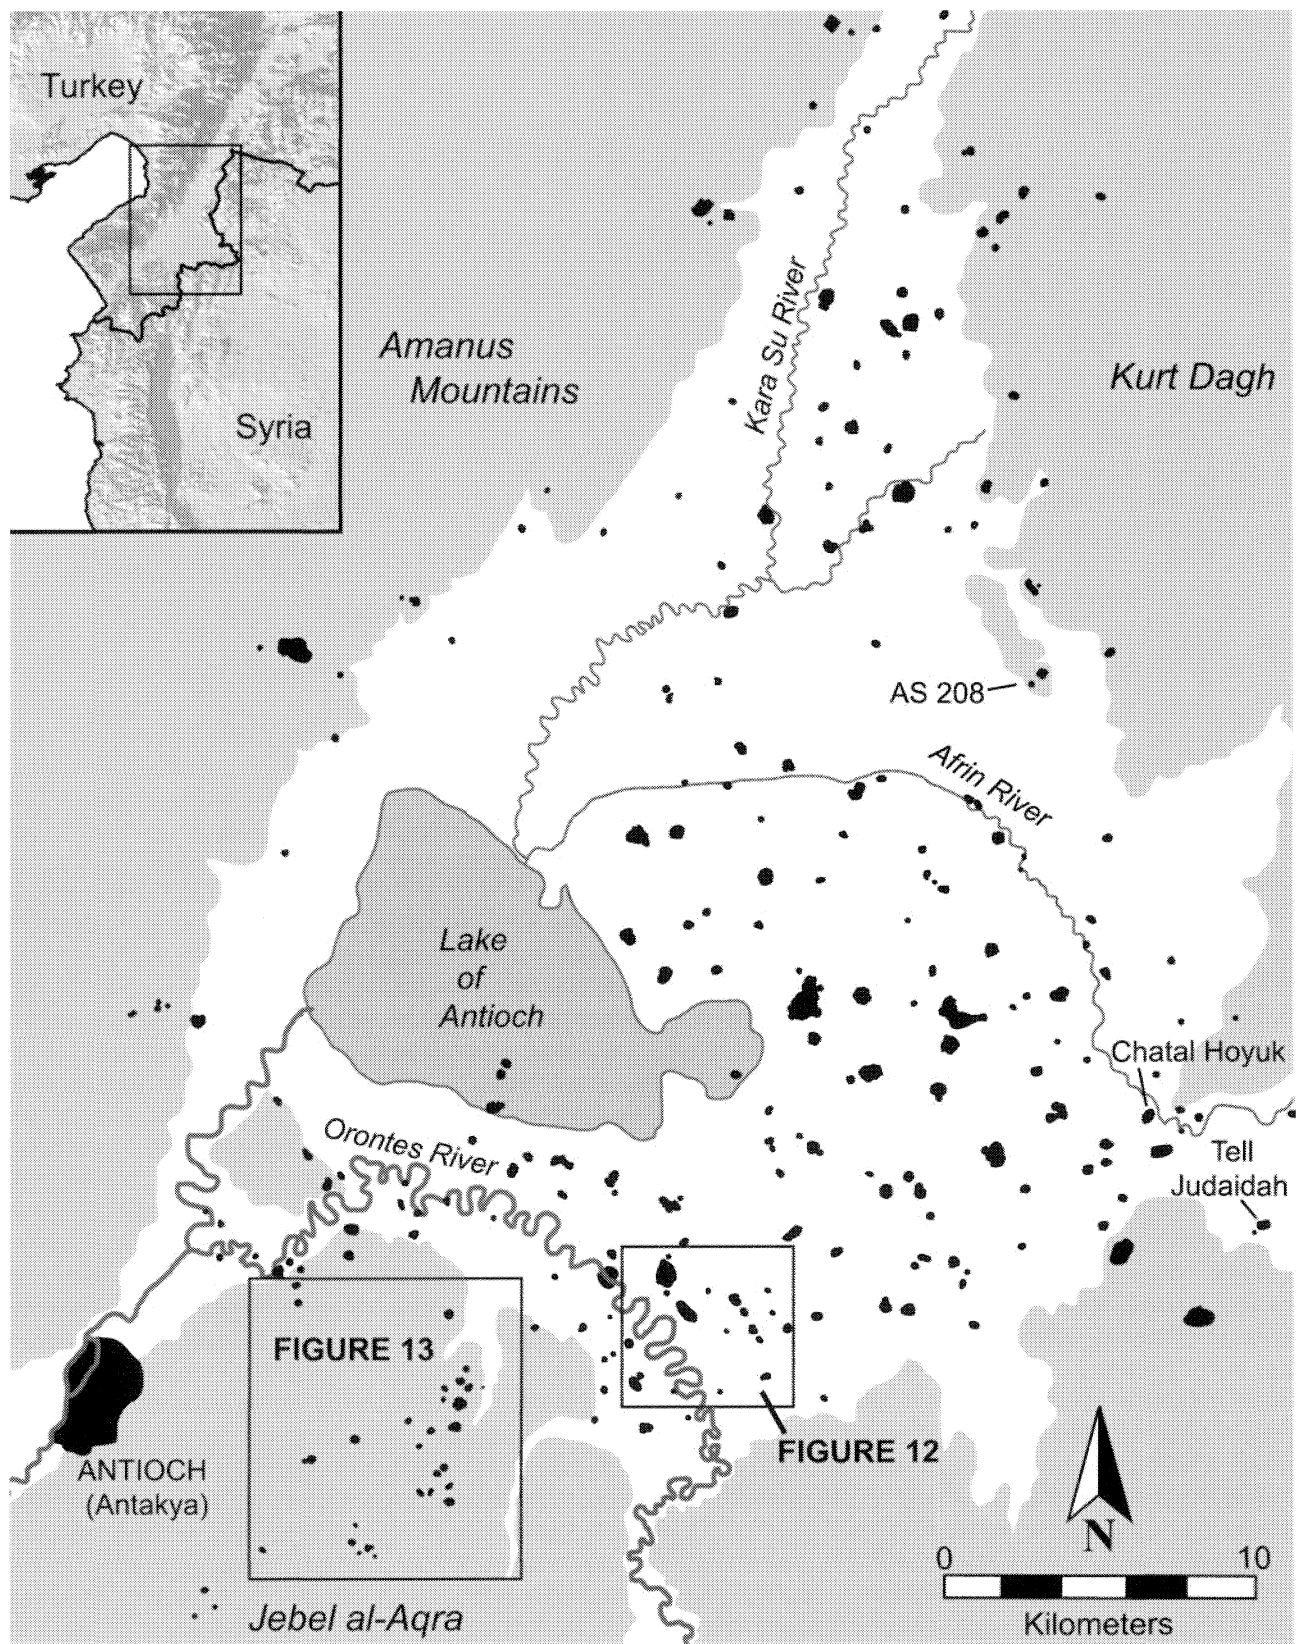 Turkey
Syria
Amanus
Mountains
Kara Su River
Kurt Dagh
AS 208
Afrin River
Lake
of
Antioch
Chatal Hoyuk
Orontes River
Tell
Judaidah
FIGURE 13
FIGURE 12
ANTIOCH
(Antakya)
N
0 10
Kilometers
Jebel al-Aqra